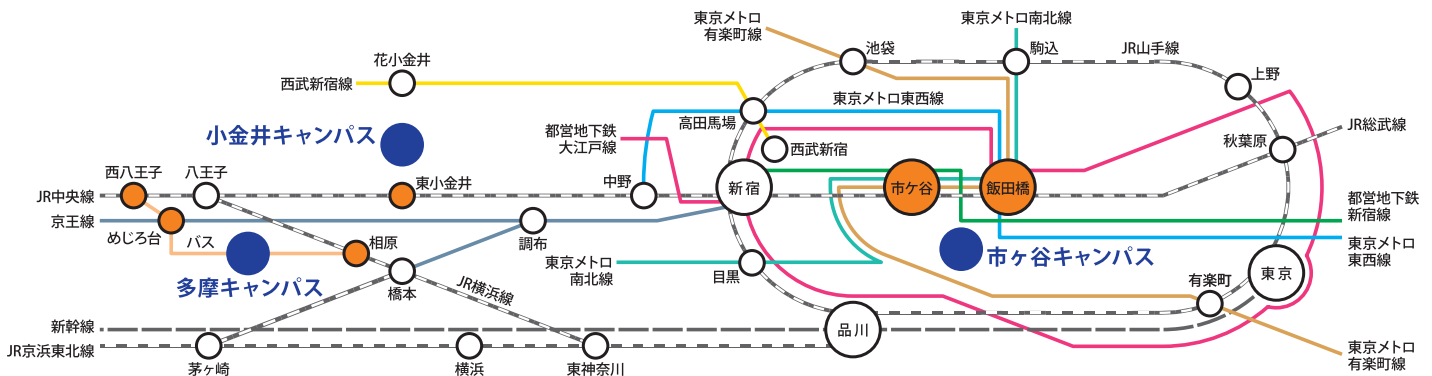 東京メトロ
有楽町線
東京メトロ南北線
池袋
駒込
JR山手線
花小金井
西武新宿線
上野
東京メトロ東西線
高田馬場
都営地下鉄
大江戸線
小金井キャンパス
西武新宿
JR総武線
秋葉原
西八王子
八王子
東小金井
中野
新宿
市ケ谷
飯田橋
JR中央線
京王線
めじろ台
バス
相原
調布
都営地下鉄
新宿線
東京メトロ
東西線
市ヶ谷キャンパス
東京メトロ
南北線
目黒
多摩キャンパス
橋本
JR横浜線
有楽町
東京
新幹線
品川
JR京浜東北線
茅ヶ崎
横浜
東神奈川
東京メトロ
有楽町線